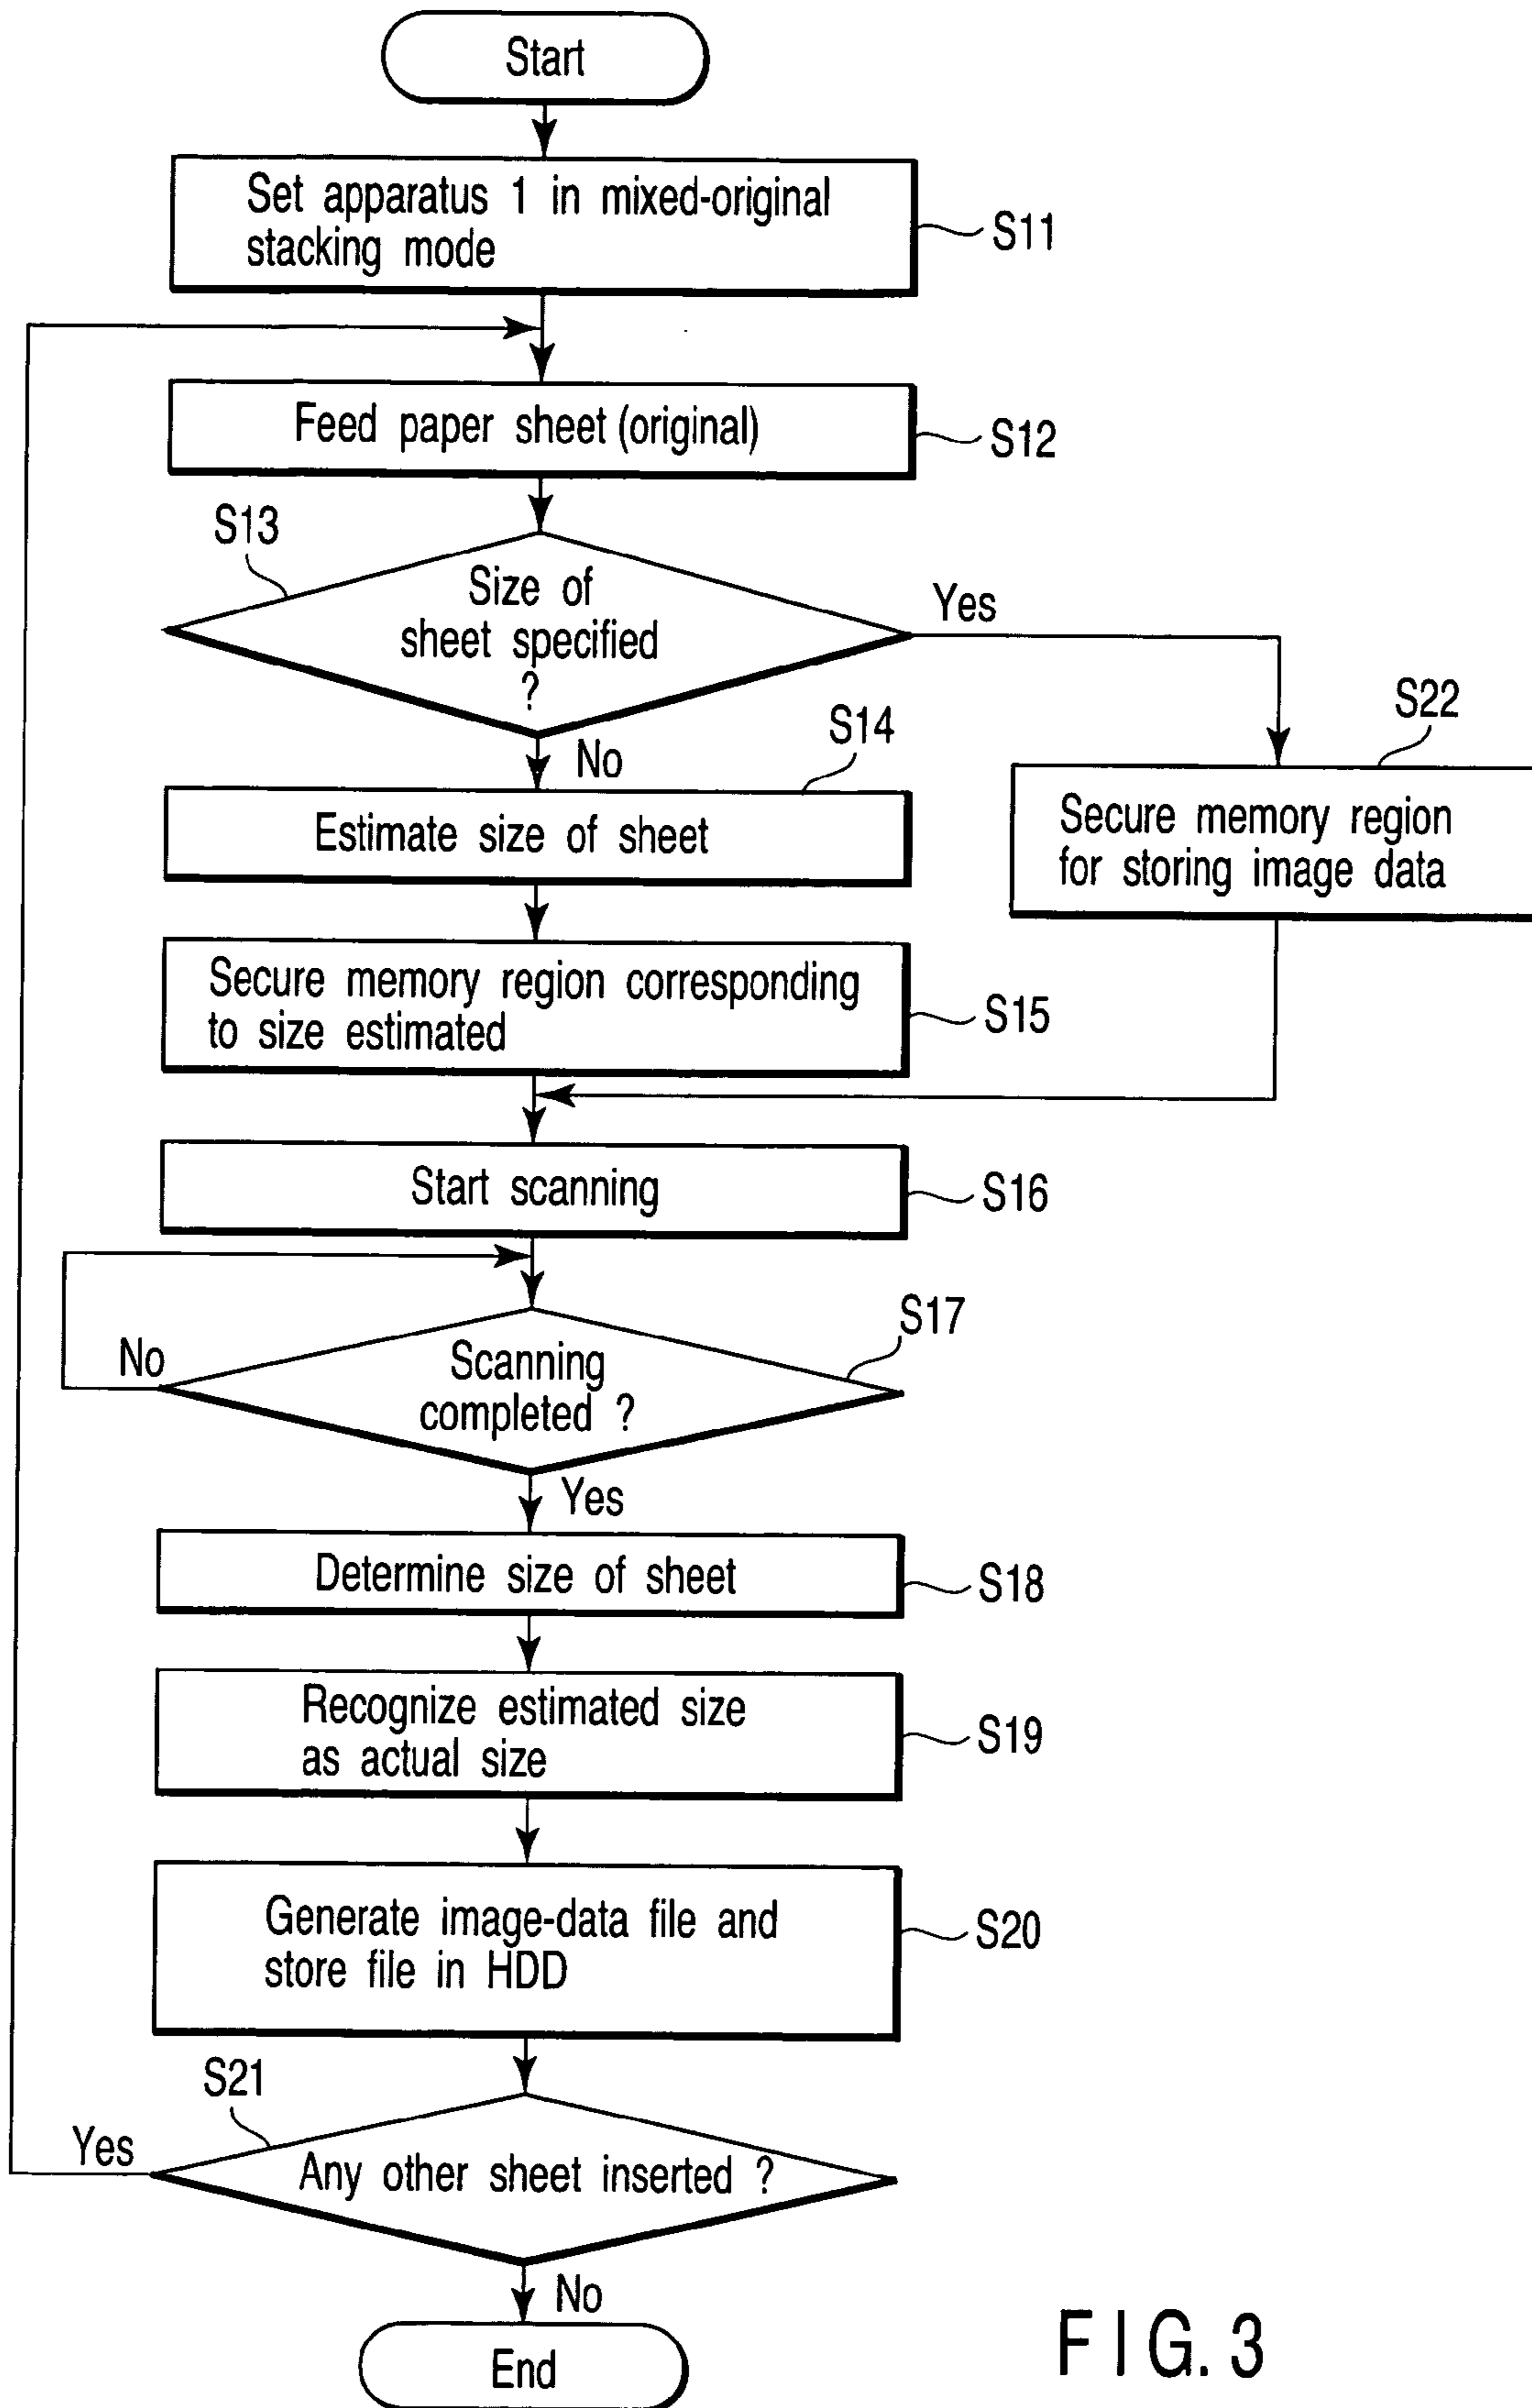 Start
Set apparatus 1 in mixed-original
stacking mode
S11
Feed paper sheet (original)
S12
S13
Size of
sheet specified
?
Yes
No
S14
Estimate size of sheet
S22
Secure memory region
for storing image data
Secure memory region corresponding
to size estimated
S15
Start scanning
S16
S17
No
Scanning
completed ?
Yes
Determine size of sheet
S18
Recognize estimated size
as actual size
S19
Generate image-data file and
store file in HDD
S20
S21
Yes
Any other sheet inserted ?
No
End
FIG. 3